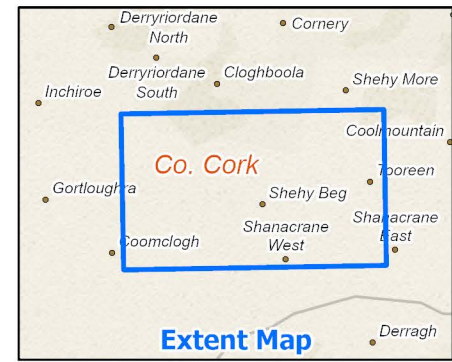 Derryriordane
North
Cornery
Derryriordane
South
Cloghboola
Shehy More
Inchiroe
Coolmountain
Co. Cork
Tooreen
Gortloughra
Shehy Beg
Shanacrane
West
Shanacrane
East
Coomclogh
Extent Map
Derragh